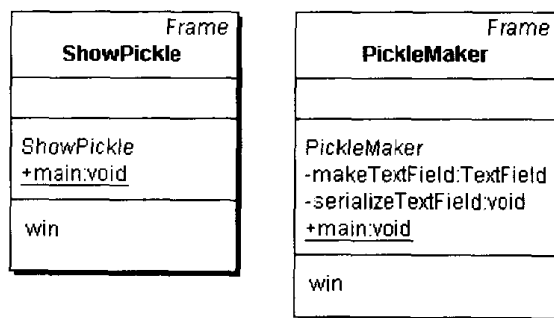 Frame
ShowPickle
ShowPickle
+main:void
win
Frame
PickleMaker
PickleMaker
-makeTextField:TextField
-serializeTextField:void
+main:void
win